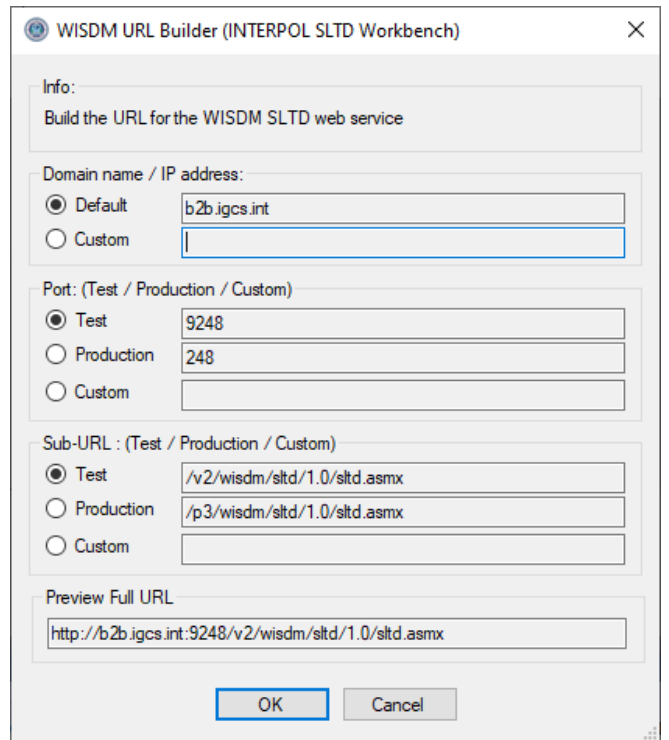 WISDM URL Builder (INTERPOL SLTD Workbench)
Info:
Build the URL for the WISDM SLTD web service
Domain name / IP address:
Default b2b.igcs.int
Custom
Port: (Test / Production / Custom)
Test 9248
Production 248
Custom
Sub-URL : (Test / Production / Custom)
Test /v2/wisdm/sltd/1.0/sltd.asmx
Production /p3/wisdm/sltd/1.0/sltd.asmx
Custom
Preview Full URL
http://b2b.igcs.int:9248/v2/wisdm/sltd/1.0/sltd.asmx
OK Cancel